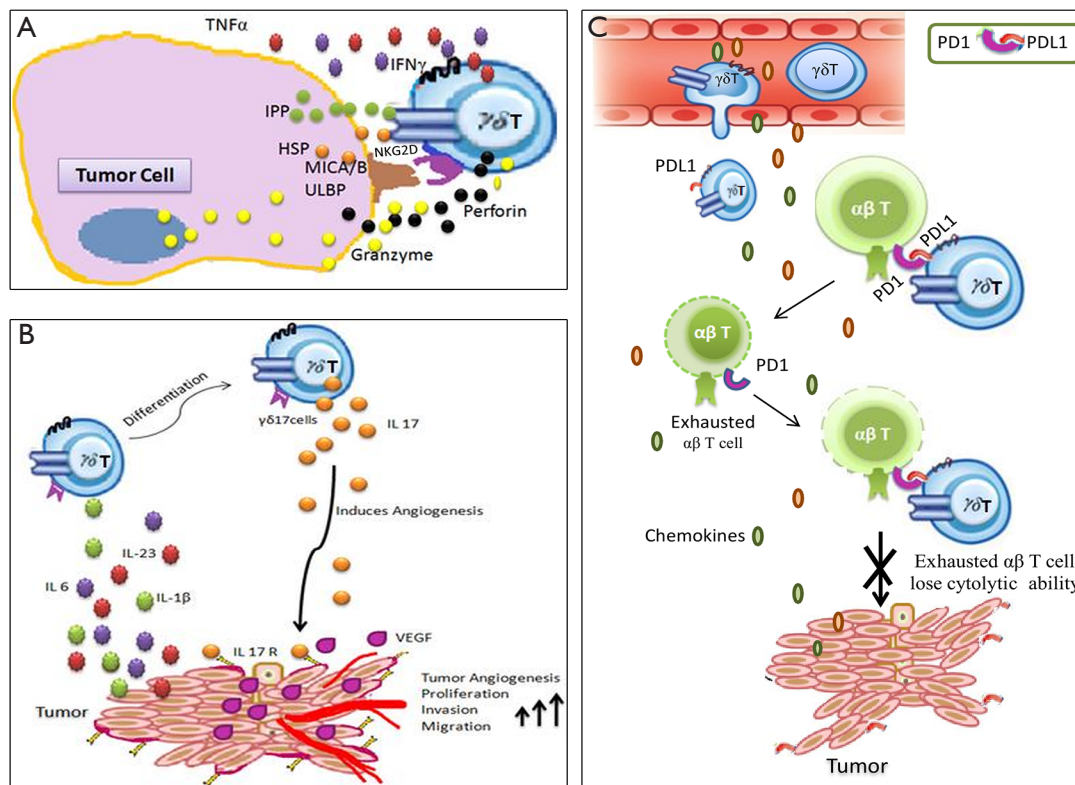 A
TNFα
IFNγ
IPP
γδT
HSP
NKG2D
MICA/B
ULBP
Tumor Cell
Perforin
Granzyme
B
γδT
Differentiation
γδ17cells
IL 17
γδT
Induces Angiogenesis
IL-23
IL 6
IL-1β
IL 17 R
VEGF
Tumor
Tumor Angiogenesis
Proliferation
Invasion
Migration
C
PD1
PDL1
γδT
γδT
PDL1
γδT
αβ T
PDL1
PD1
γδT
αβ T
PD1
Exhausted
αβ T cell
αβ T
γδT
Chemokines
Exhausted αβ T cell
lose cytolytic ability
Tumor